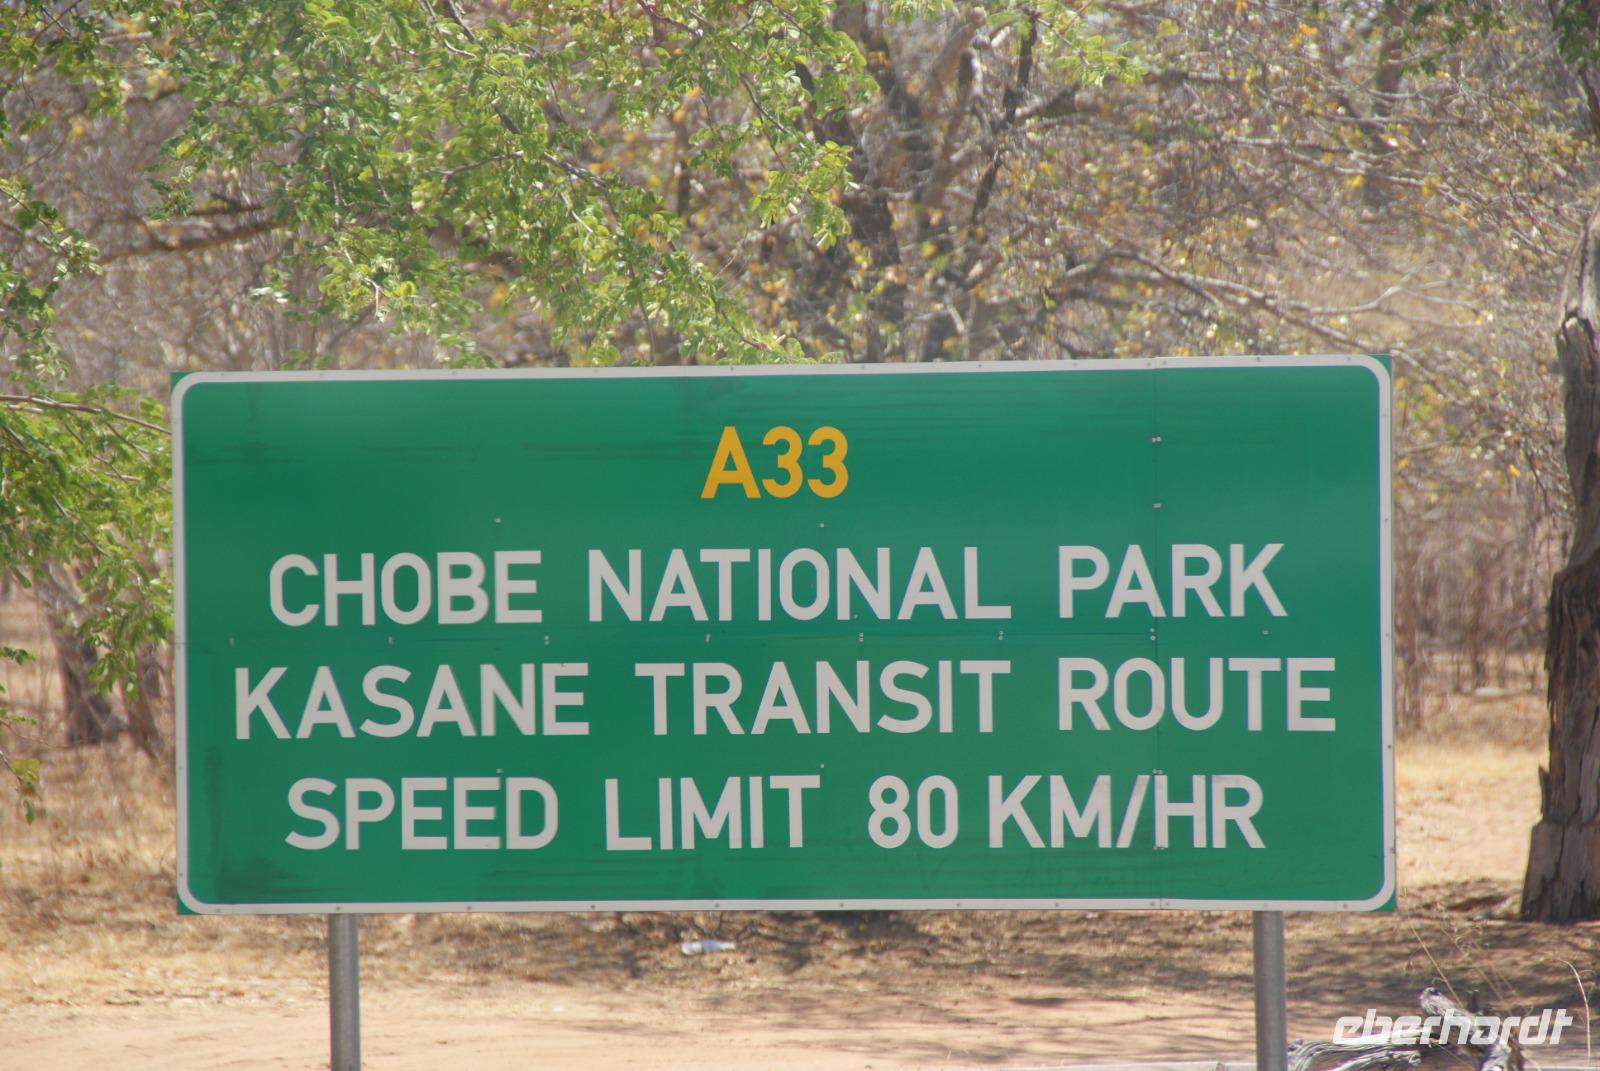 A33
CHOBE NATIONAL PARK
KASANE TRANSIT ROUTE
SPEED LIMIT 80 KM/HR
eberhardt